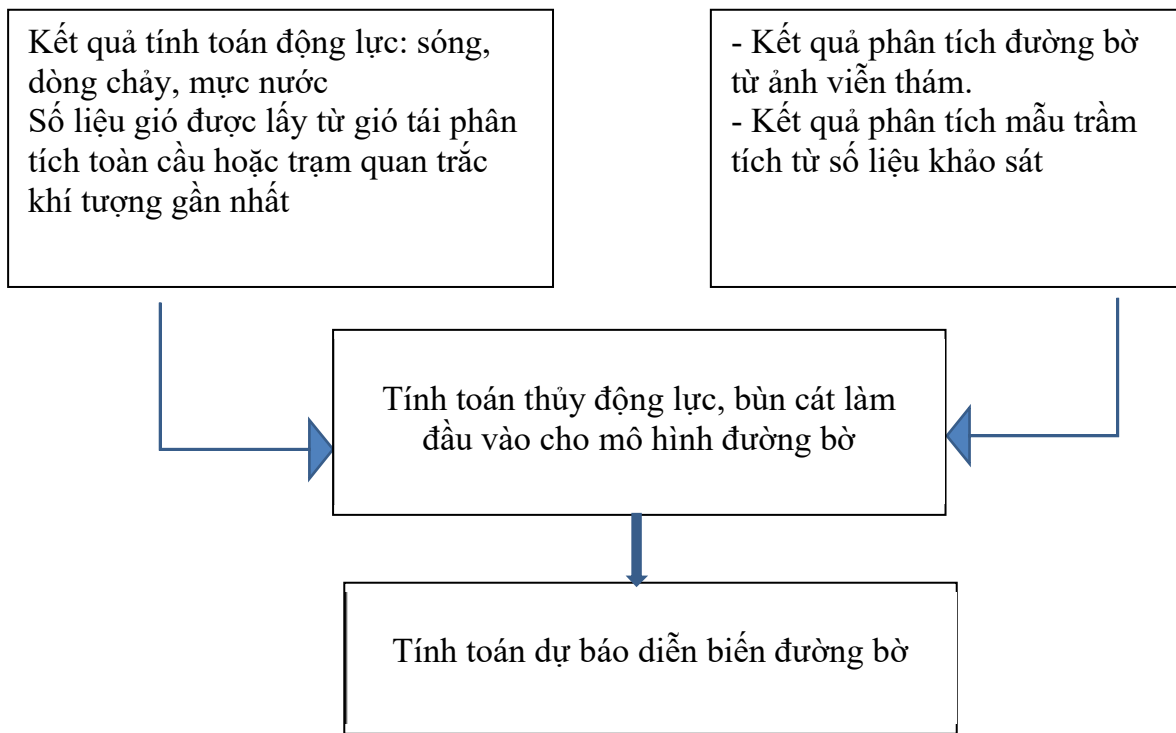 Kết quả tính toán động lực: sóng,
dòng chảy, mực nước
Số liệu gió được lấy từ gió tái phân
tích toàn cầu hoặc trạm quan trắc
khí tượng gần nhất
- Kết quả phân tích đường bờ
từ ảnh viễn thám.
- Kết quả phân tích mẫu trầm
tích từ số liệu khảo sát
Tính toán thủy động lực, bùn cát làm
đầu vào cho mô hình đường bờ
Tính toán dự báo diễn biến đường bờ